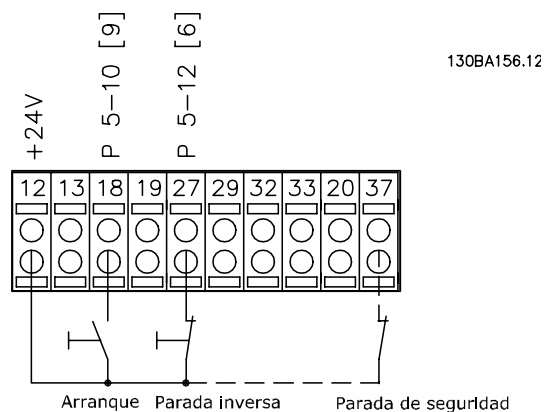 +24V
P 5-10 [9]
P 5-12 [6]
130BA156.12
12 13 18 19 27 29 32 33 20 37
Arranque Parada inversa Parada de seguridad